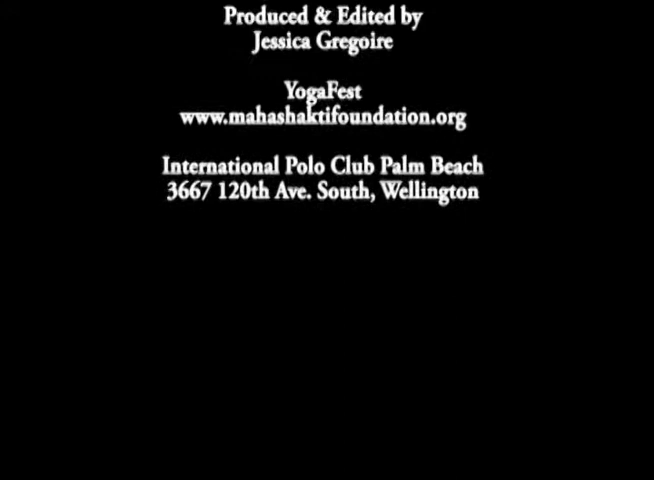 Produced & Edited by
Jessica Gregoire
YogaFest
www.mahashaktifoundation.org
International Polo Club Palm Beach
3667 120th Ave. South, Wellington